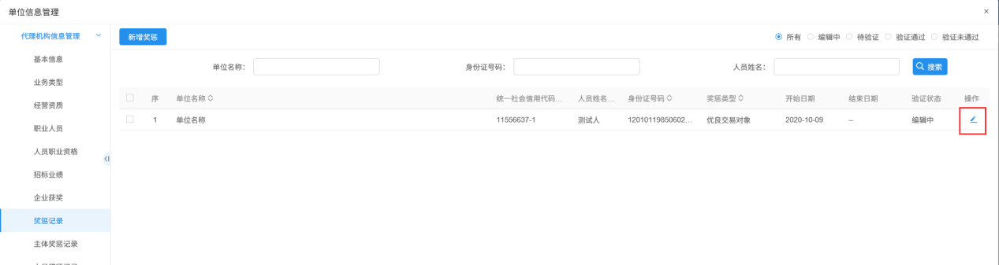 单位信息管理 ×
代理机构信息管理
新增奖惩
所有 编辑中 待验证 验证通过 验证未通过
基本信息
单位名称： 身份证号码： 人员姓名： 搜索
业务类型
序 单位名称 统一社会信用代码... 人员姓名... 身份证号码 奖惩类型 开始日期 结束日期 验证状态 操作
经营资质
1 单位名称 11556637-1 测试人 12010119850602... 优良交易对象 2020-10-09 -- 编辑中
职业人员
人员职业资格
招标业绩
企业获奖
奖惩记录
主体奖惩记录